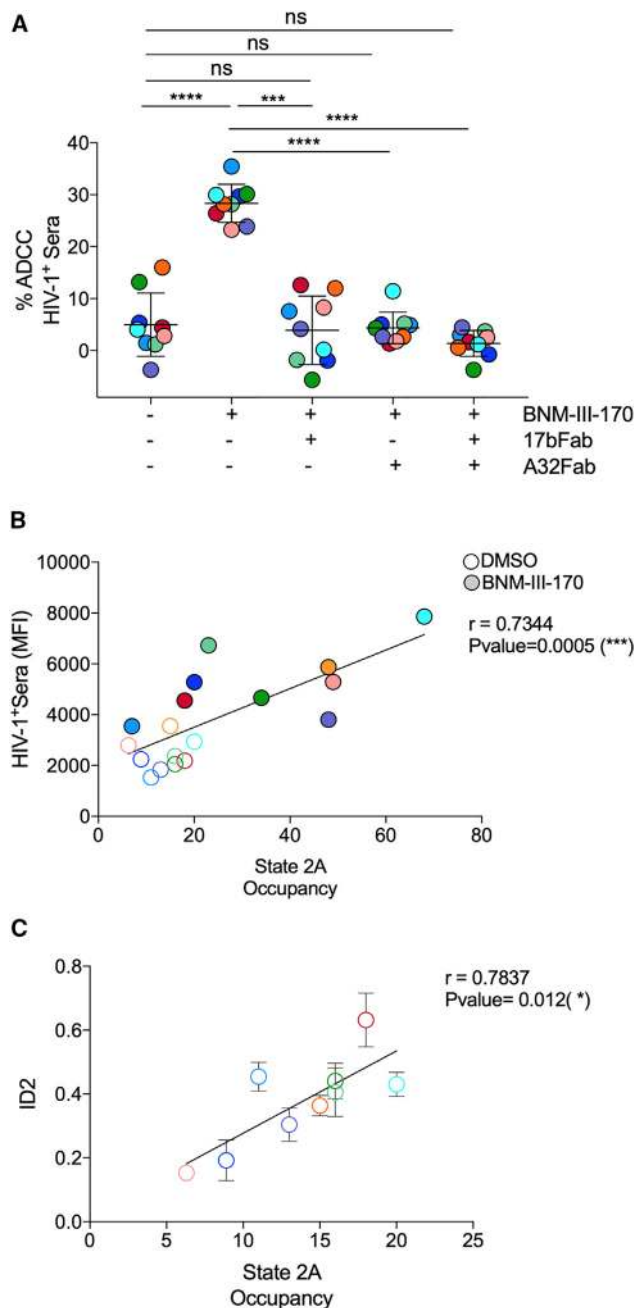 A
ns
ns
ns
**** ***
****
****
% ADCC
HIV-1+ Sera
40
30
20
10
0
- + + + + BNM-III-170
- - + - + 17bFab
- - - + + A32Fab
B
HIV-1+Sera (MFI)
10000
8000
6000
4000
2000
0
0 20 40 60 80
State 2A
Occupancy
DMSO
BNM-III-170
r = 0.7344
Pvalue=0.0005 (***)
C
ID2
0.8
0.6
0.4
0.2
0.0
0 5 10 15 20 25
State 2A
Occupancy
r = 0.7837
Pvalue= 0.012( *)